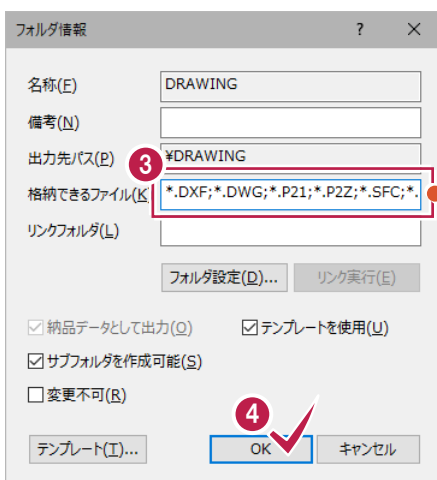 フォルダ情報 ? ×
名称(F) DRAWING
備考(N)
3
出力先パス(P) ¥DRAWING
格納できるファイル(K *.DXF;*.DWG;*.P21;*.P2Z;*.SFC;*.
リンクフォルダ(L)
フォルダ設定(D)... リンク実行(E)
納品データとして出力(O) テンプレートを使用(U)
サブフォルダを作成可能(S)
変更不可(R)
4
テンプレート(T)... OK キャンセル